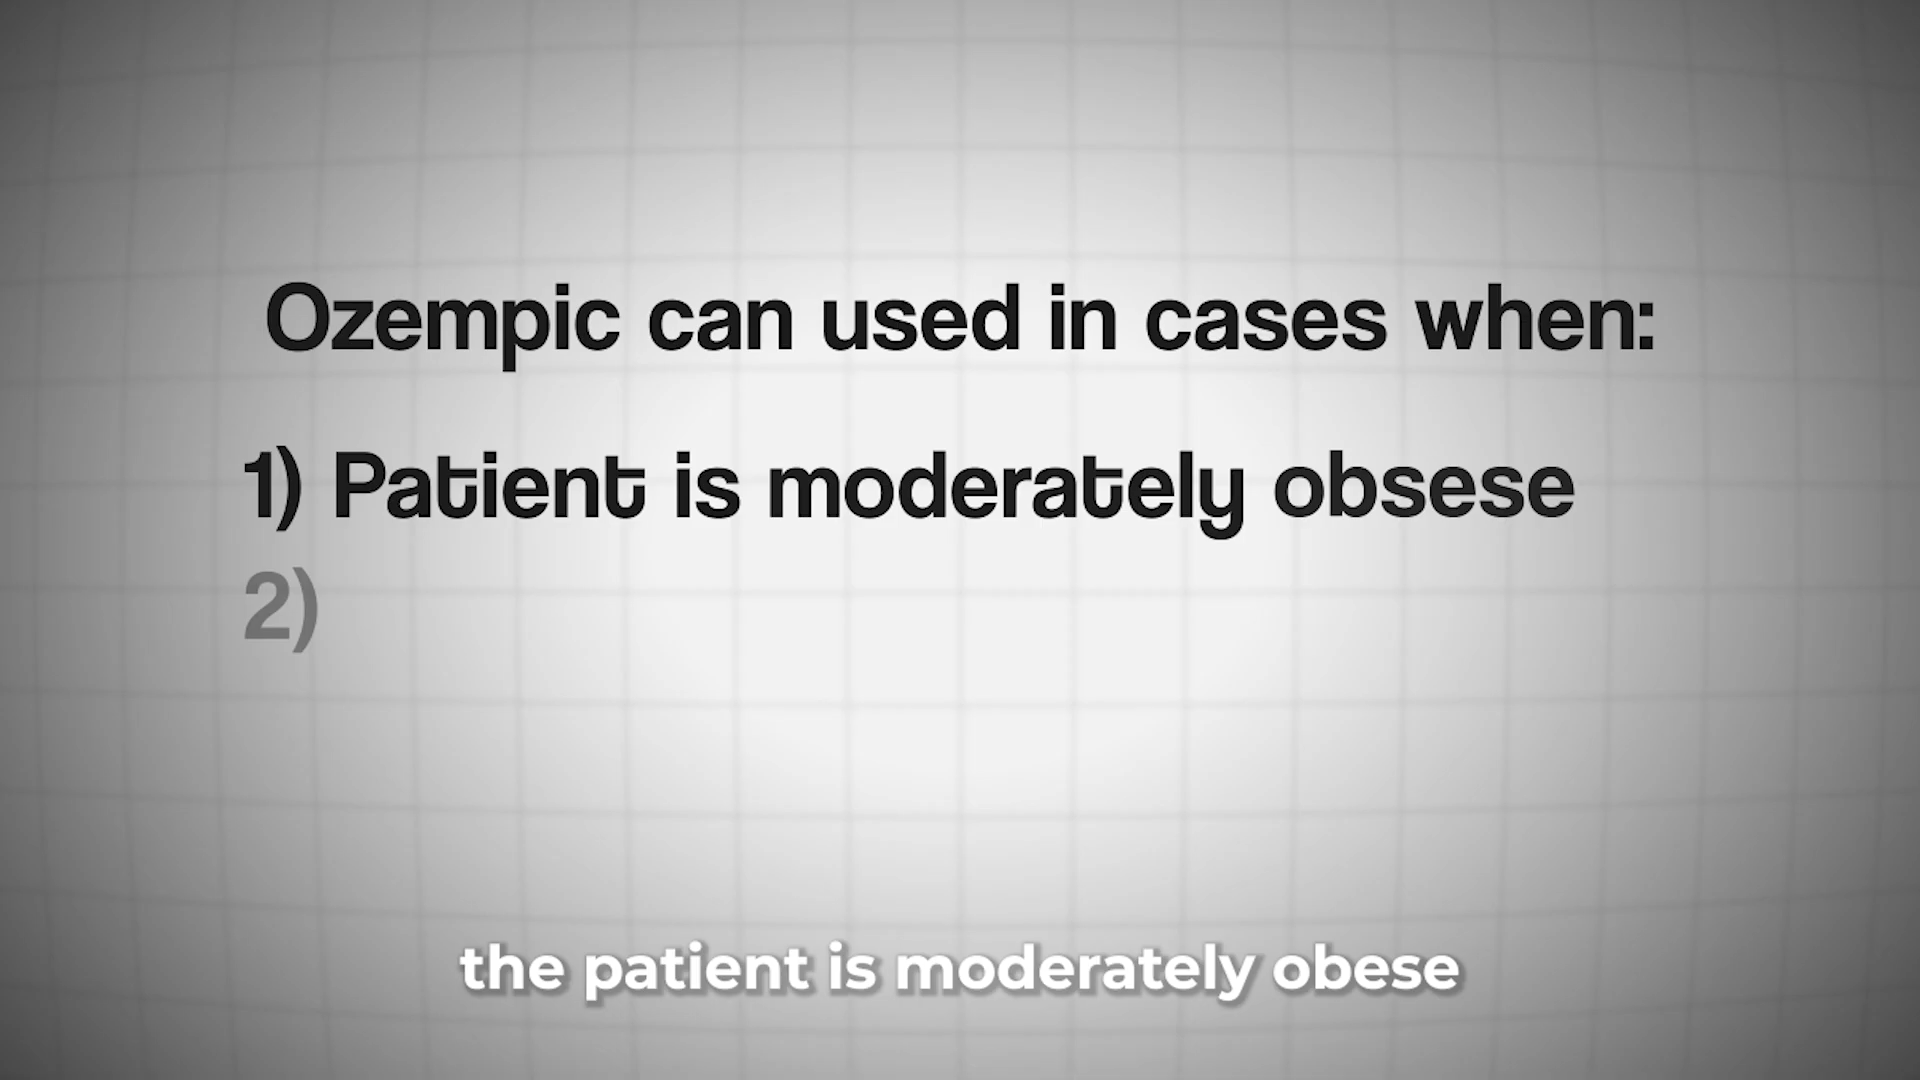 Ozempic can used in cases when:
1) Patient is moderately obsese
2)
the patient is moderately obese